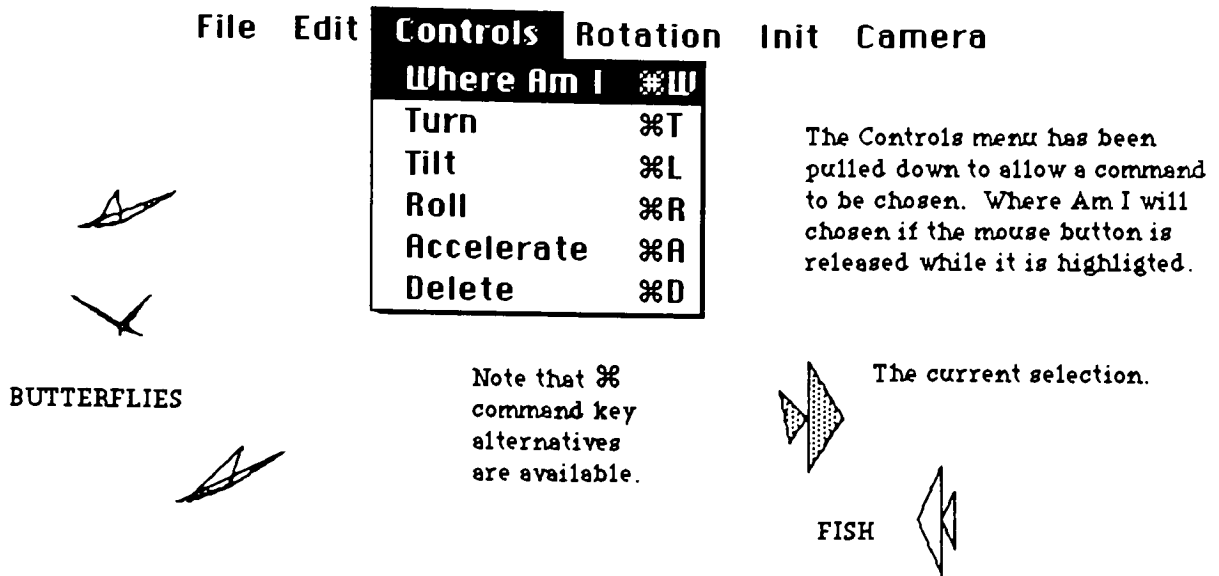 File Edit Controls Rotation Init Camera
Where Am I ⌘W
Turn ⌘T
Tilt ⌘L
Roll ⌘R
Accelerate ⌘A
Delete ⌘D
The Controls menu has been
pulled down to allow a command
to be chosen. Where Am I will
chosen if the mouse button is
released while it is highligted.
BUTTERFLIES
Note that ⌘
command key
alternatives
are available.
The current selection.
FISH